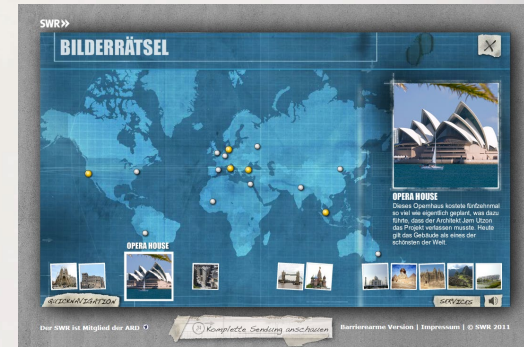 SWR»
BILDERRÄTSEL
OPERA HOUSE
Dieses Opernhaus kostete fünfzehnmal
so viel wie eigentlich geplant, was dazu
führte, dass der Architekt Jørn Utzon
das Projekt verlassen musste. Heute
gilt das Gebäude als eines der
schönsten der Welt.
OPERA HOUSE
QUICKNAVIGATION
SERVICES
Der SWR ist Mitglied der ARD
Komplette Sendung anschauen
Barrierearme Version | Impressum | © SWR 2011